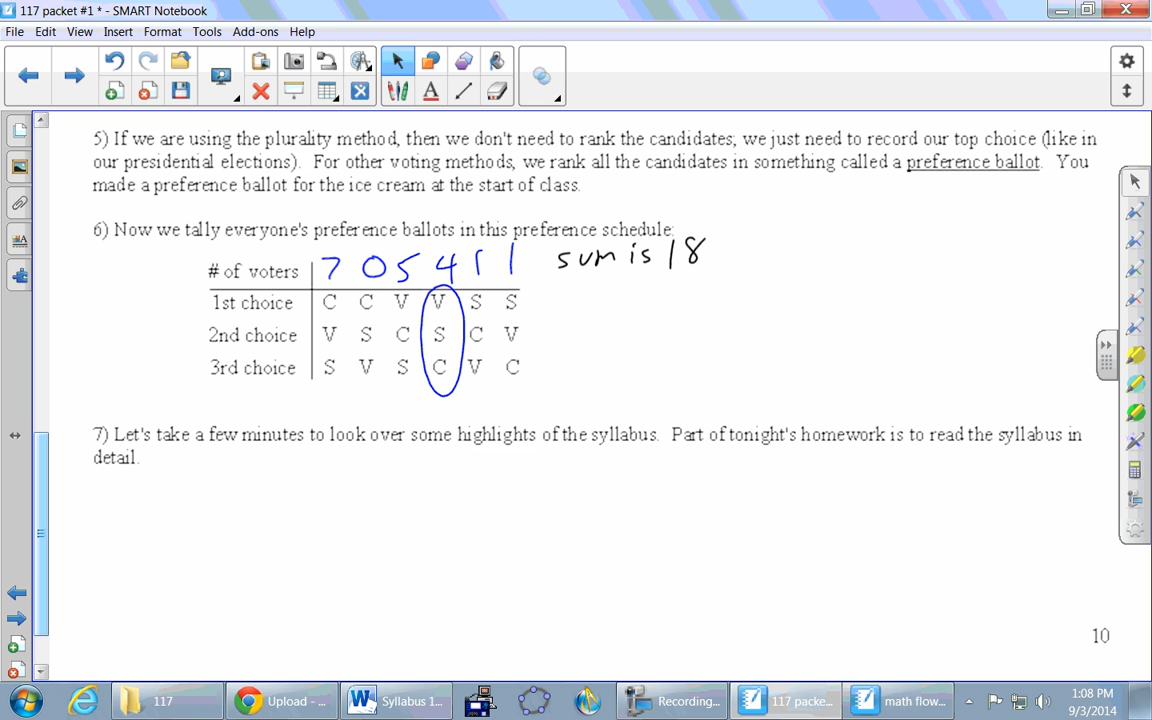 117 packet #1 * - SMART Notebook
File Edit View Insert Format Tools Add-ons Help
5) If we are using the plurality method, then we don't need to rank the candidates; we just need to record our top choice (like in
our presidential elections). For other voting methods, we rank all the candidates in something called a preference ballot. You
made a preference ballot for the ice cream at the start of class.
6) Now we tally everyone's preference ballots in this preference schedule:
# of voters 7 0 5 4 1 1 sum is 18
1st choice C C V V S S
2nd choice V S C S C V
3rd choice S V S C V C
7) Let's take a few minutes to look over some highlights of the syllabus. Part of tonight's homework is to read the syllabus in
detail.
10
117 Upload - ... Syllabus 1... Recording... 117 packe... math flow... 1:08 PM
9/3/2014